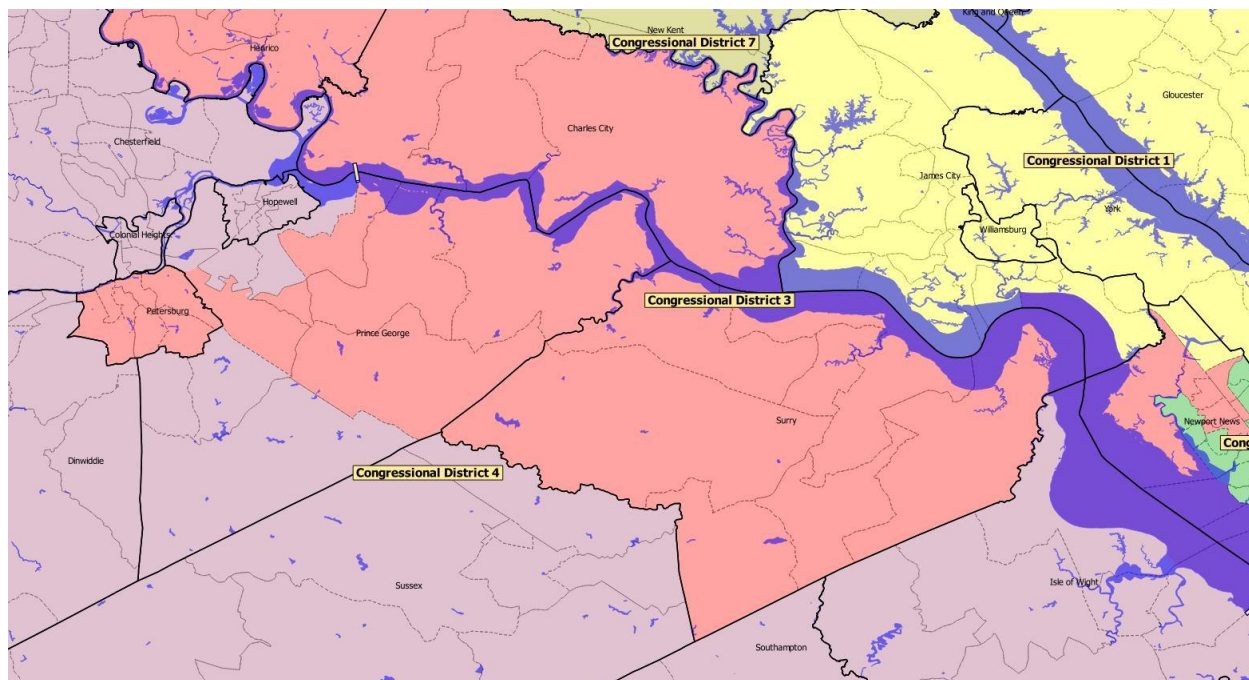 King and Queen
New Kent
Congressional District 7
Henrico
Gloucester
Charles City
Chesterfield
Congressional District 1
James City
Hopewell
York
Williamsburg
Colonial Heights
Congressional District 3
Petersburg
Prince George
Surry
Newport News
Cong
Dinwiddie
Congressional District 4
Sussex
Isle of Wight
Southampton